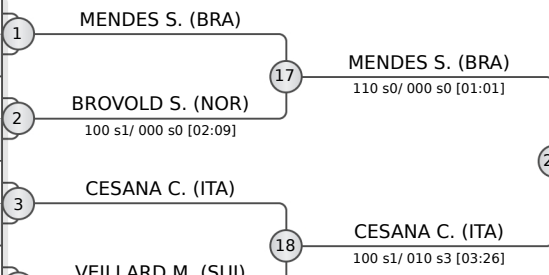 MENDES S. (BRA)
1
17
MENDES S. (BRA)
110 s0/ 000 s0 [01:01]
BROVOLD S. (NOR)
2
100 s1/ 000 s0 [02:09]
CESANA C. (ITA)
3
18
CESANA C. (ITA)
100 s1/ 010 s3 [03:26]
VEILLARD M. (SUI)